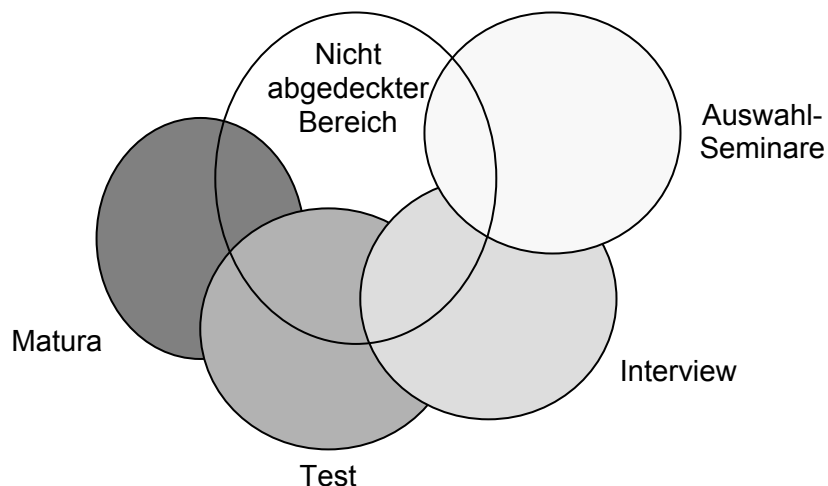 Nicht
abgedeckter
Bereich
Auswahl-
Seminare
Matura
Interview
Test